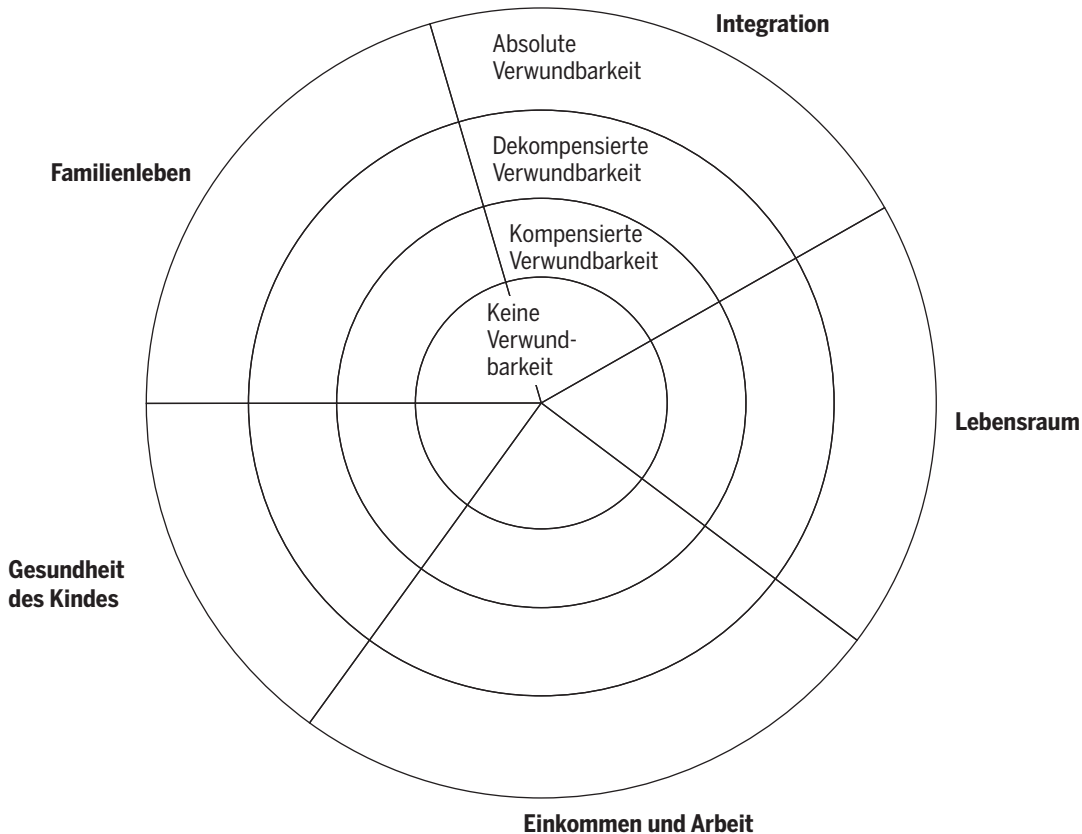 Integration
Absolute
Verwundbarkeit
Dekompensierte
Verwundbarkeit
Familienleben
Kompensierte
Verwundbarkeit
Keine
Verwund-
barkeit
Lebensraum
Gesundheit
des Kindes
Einkommen und Arbeit